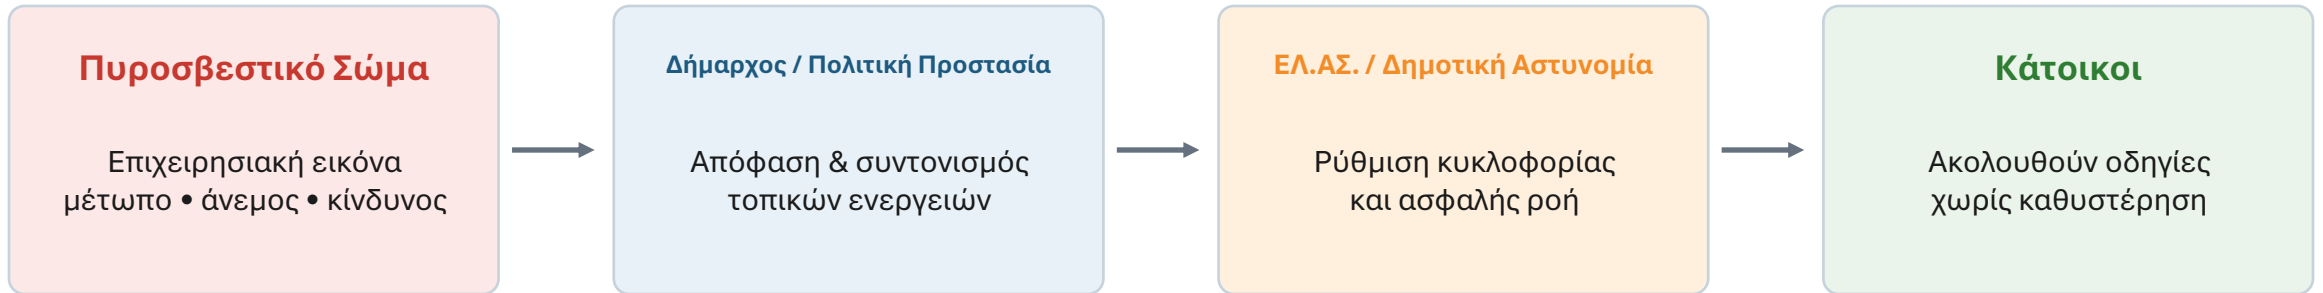 Πυροσβεστικό Σώμα
Επιχειρησιακή εικόνα
μέτωπο • άνεμος • κίνδυνος
Δήμαρχος / Πολιτική Προστασία
Απόφαση & συντονισμός
τοπικών ενεργειών
ΕΛ.ΑΣ. / Δημοτική Αστυνομία
Ρύθμιση κυκλοφορίας
και ασφαλής ροή
Κάτοικοι
Ακολουθούν οδηγίες
χωρίς καθυστέρηση